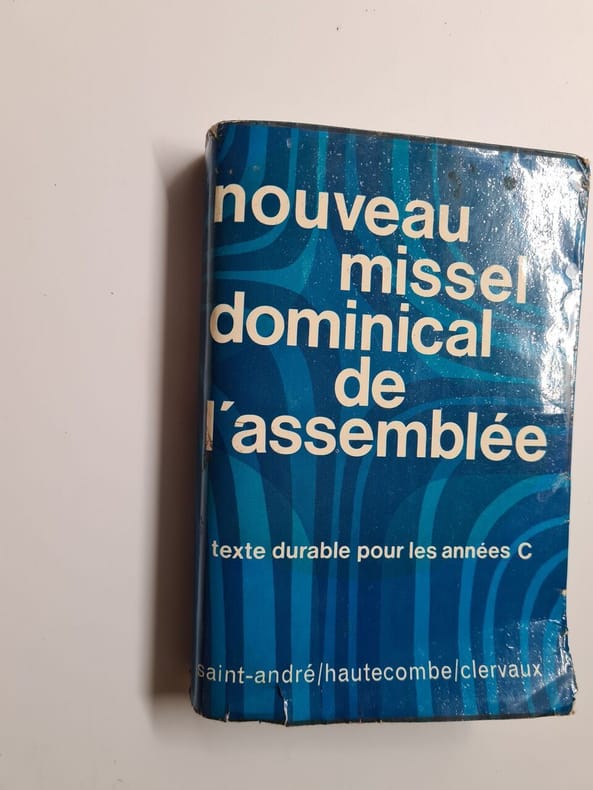 nouveau
missel
dominical
de
l'assemblée
texte durable pour les années C
saint-andré/hautecombe/clervaux